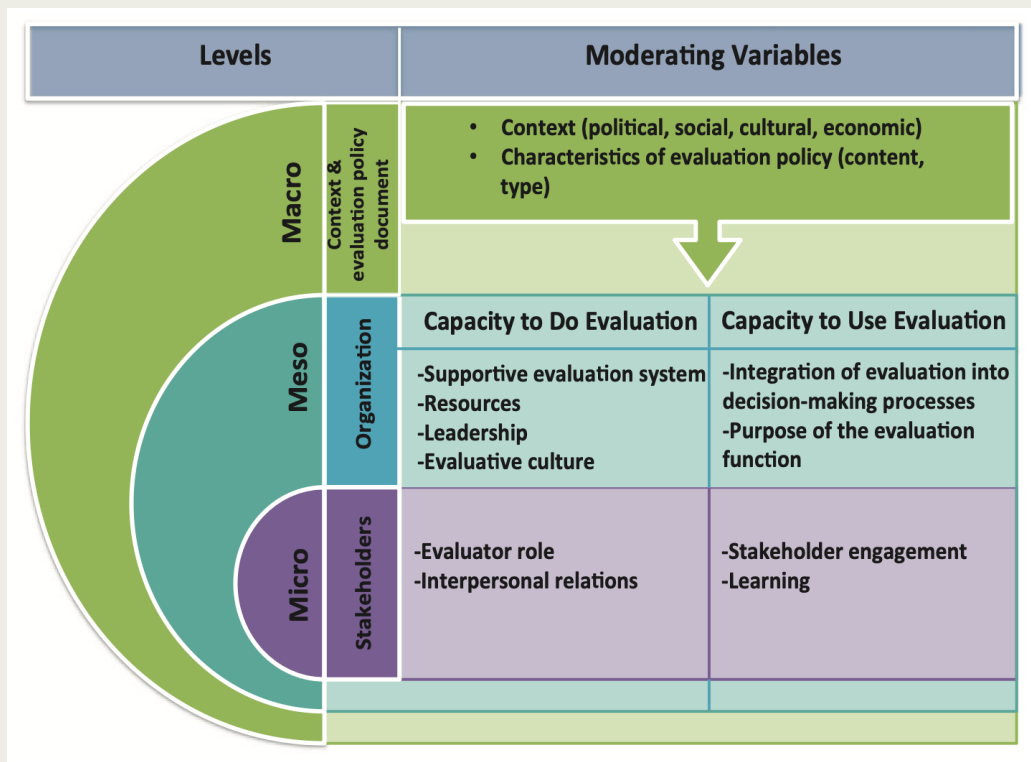 Levels
Moderating Variables
Macro
Context &
evaluation policy
document
• Context (political, social, cultural, economic)
• Characteristics of evaluation policy (content,
type)
Meso
Organization
Capacity to Do Evaluation
Capacity to Use Evaluation
-Supportive evaluation system
-Resources
-Leadership
-Evaluative culture
-Integration of evaluation into
decision-making processes
-Purpose of the evaluation
function
Micro
Stakeholders
-Evaluator role
-Interpersonal relations
-Stakeholder engagement
-Learning